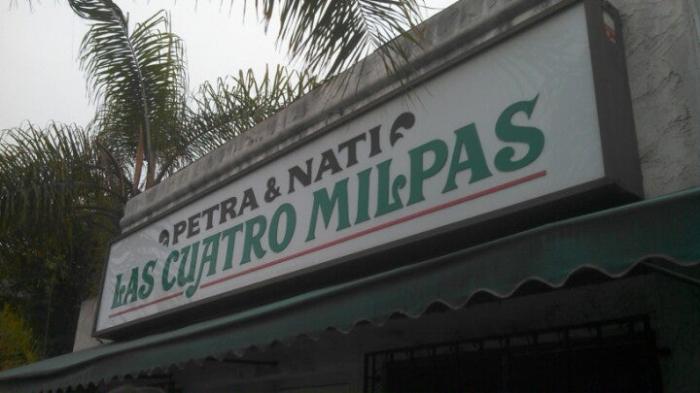 PETRA & NATI
LAS CUATRO MILPAS